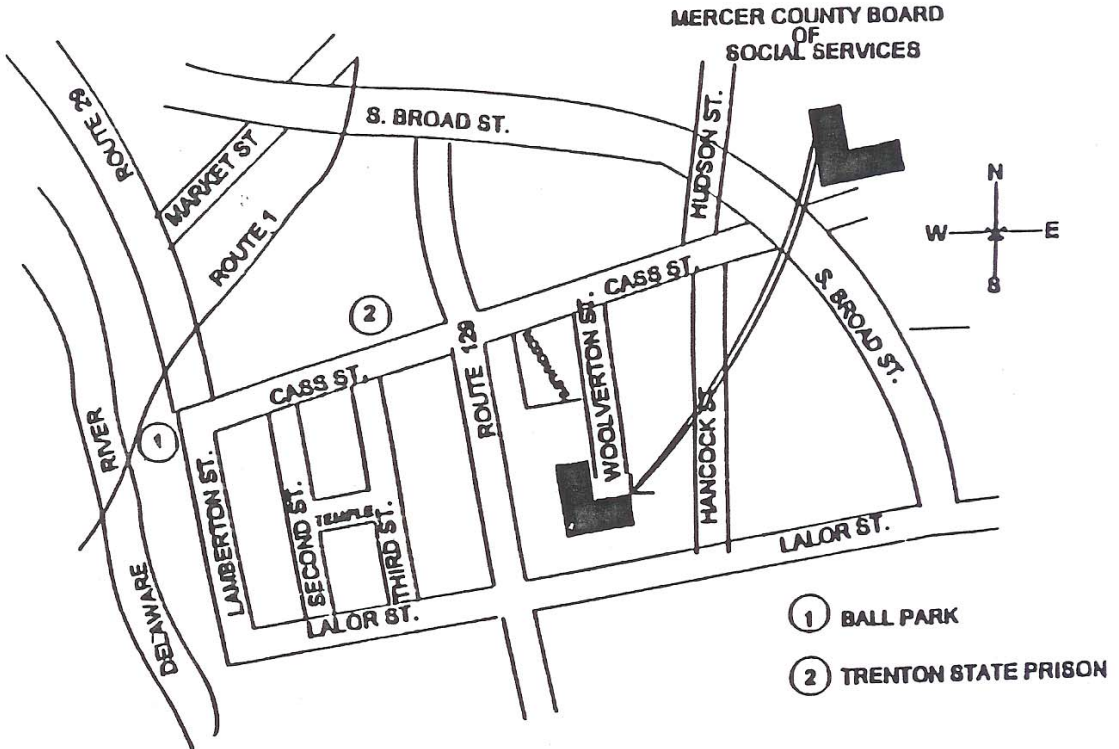 MERCER COUNTY BOARD
OF
SOCIAL SERVICES
ROUTE 29
MARKET ST
ROUTE 1
S. BROAD ST.
HUDSON ST.
N
W
E
S
2
CASS ST.
S. BROAD ST.
CASS ST.
ROUTE 129
WOOLVERTON ST.
HANCOCK ST.
1
RIVER
DELAWARE
LAMBERTON ST.
SECOND ST.
TEMPLE
THIRD ST.
LALOR ST.
LALOR ST.
1 BALL PARK
2 TRENTON STATE PRISON